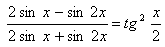 (2 sin x − sin 2x) / (2 sin x + sin 2x) = tg² x/2